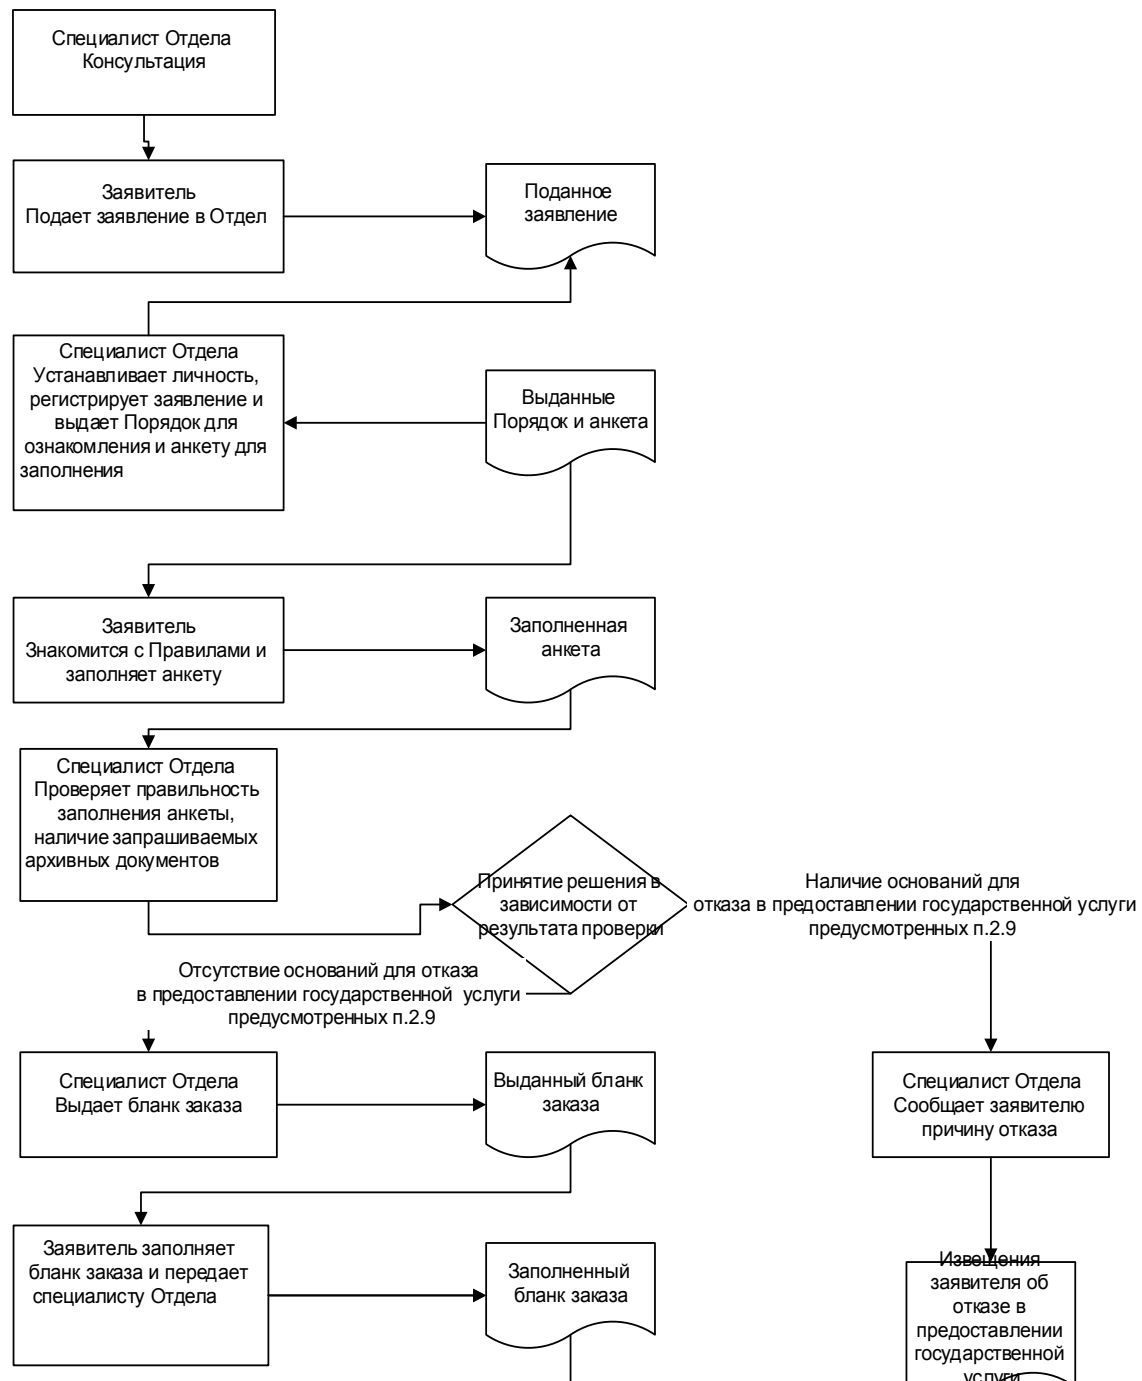 Специалист Отдела
Консультация
Заявитель
Подает заявление в Отдел
Поданное
заявление
Специалист Отдела
Устанавливает личность,
регистрирует заявление и
выдает Порядок для
ознакомления и анкету для
заполнения
Выданные
Порядок и анкета
Заявитель
Знакомится с Правилами и
заполняет анкету
Заполненная
анкета
Специалист Отдела
Проверяет правильность
заполнения анкеты,
наличие запрашиваемых
архивных документов
Принятие решения в
зависимости от
результата проверки
Наличие оснований для
отказа в предоставлении государственной услуги
предусмотренных п.2.9
Отсутствие оснований для отказа
в предоставлении государственной услуги
предусмотренных п.2.9
Специалист Отдела
Выдает бланк заказа
Выданный бланк
заказа
Специалист Отдела
Сообщает заявителю
причину отказа
Заявитель заполняет
бланк заказа и передает
специалисту Отдела
Заполненный
бланк заказа
Извещения
заявителя об
отказе в
предоставлении
государственной
услуги